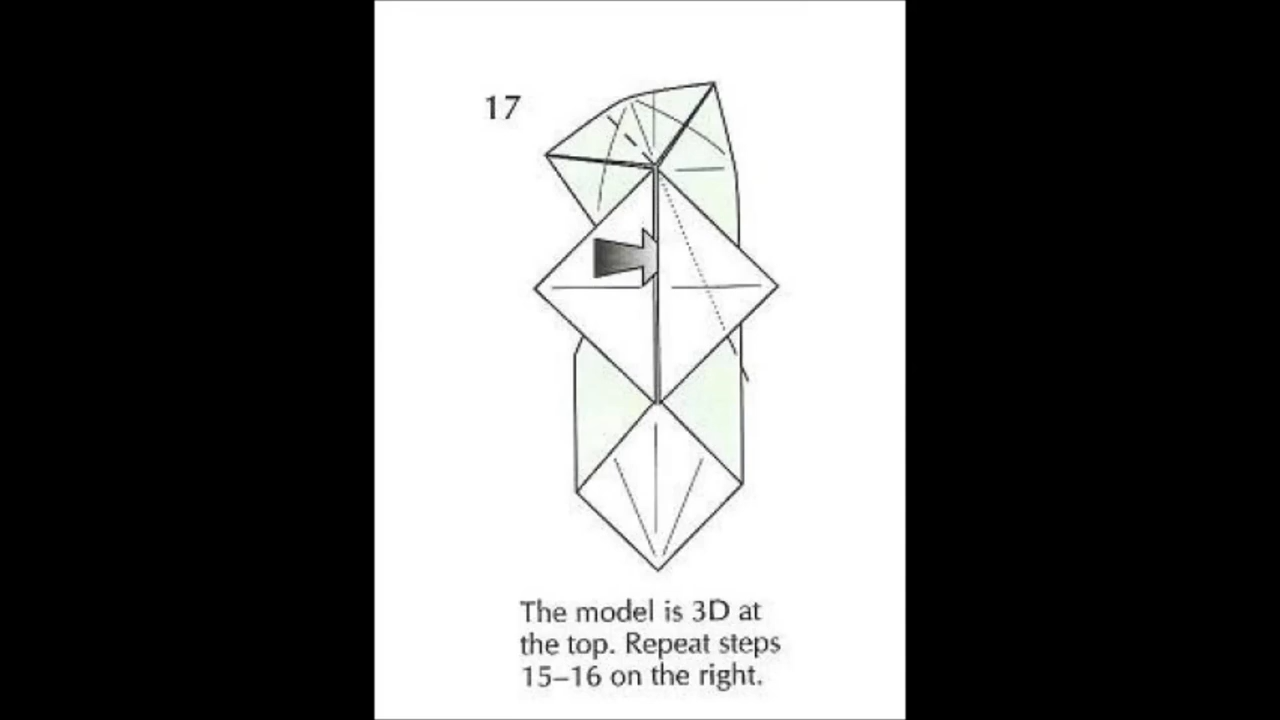 17
The model is 3D at
the top. Repeat steps
15–16 on the right.